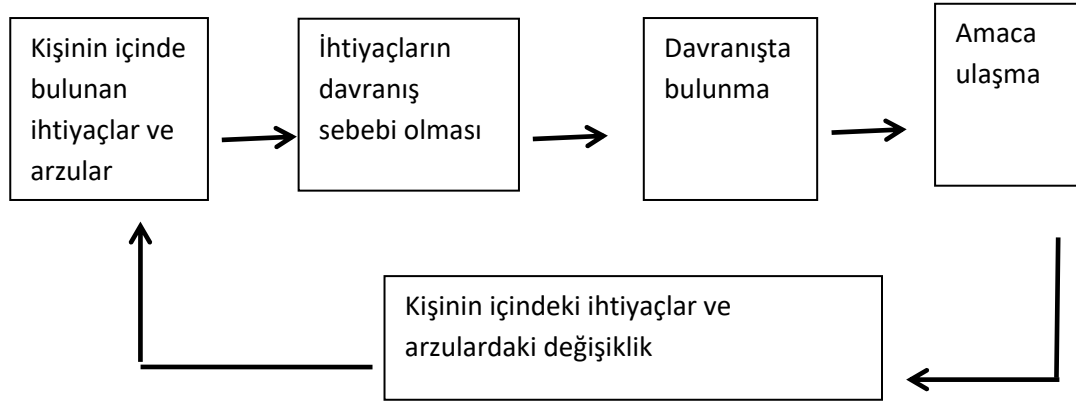 Kişinin içinde
bulunan
ihtiyaçlar ve
arzular
İhtiyaçların
davranış
sebebi olması
Davranışta
bulunma
Amaca
ulaşma
Kişinin içindeki ihtiyaçlar ve
arzulardaki değişiklik